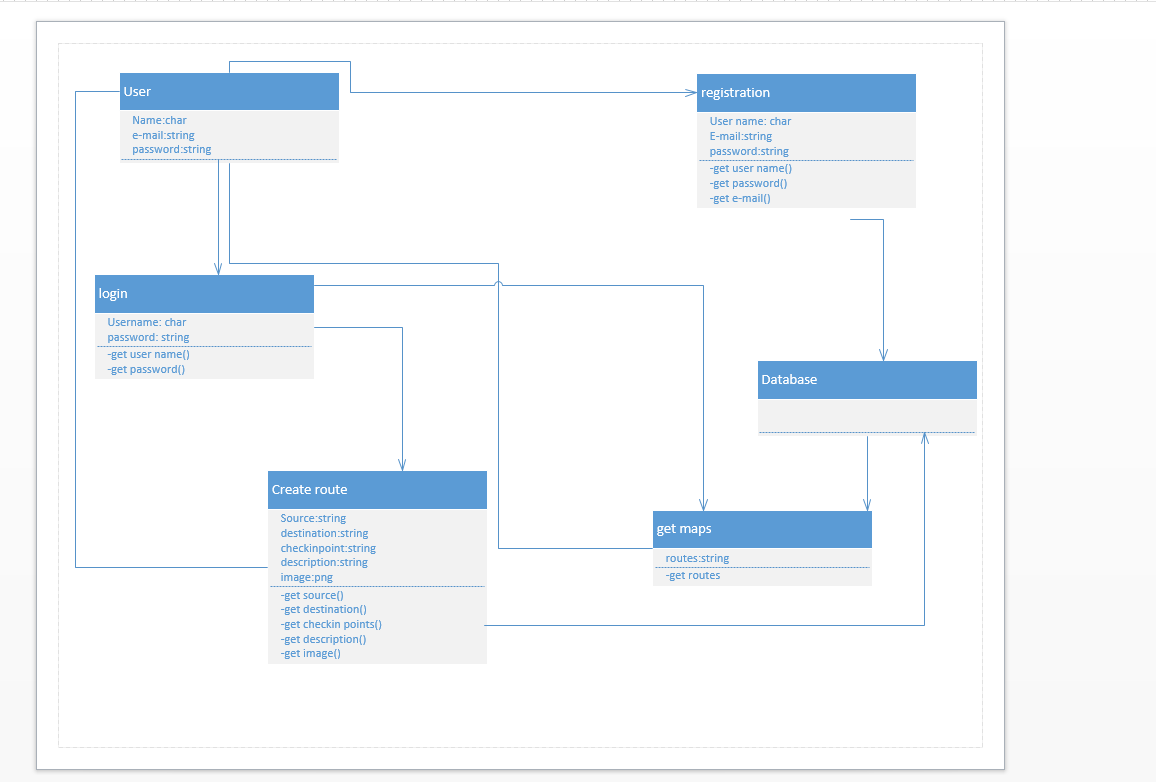 User
Name:char
e-mail:string
password:string
registration
User name: char
E-mail:string
password:string
-get user name()
-get password()
-get e-mail()
login
Username: char
password: string
-get user name()
-get password()
Database
Create route
Source:string
destination:string
checkinpoint:string
description:string
image:png
-get source()
-get destination()
-get checkin points()
-get description()
-get image()
get maps
routes:string
-get routes